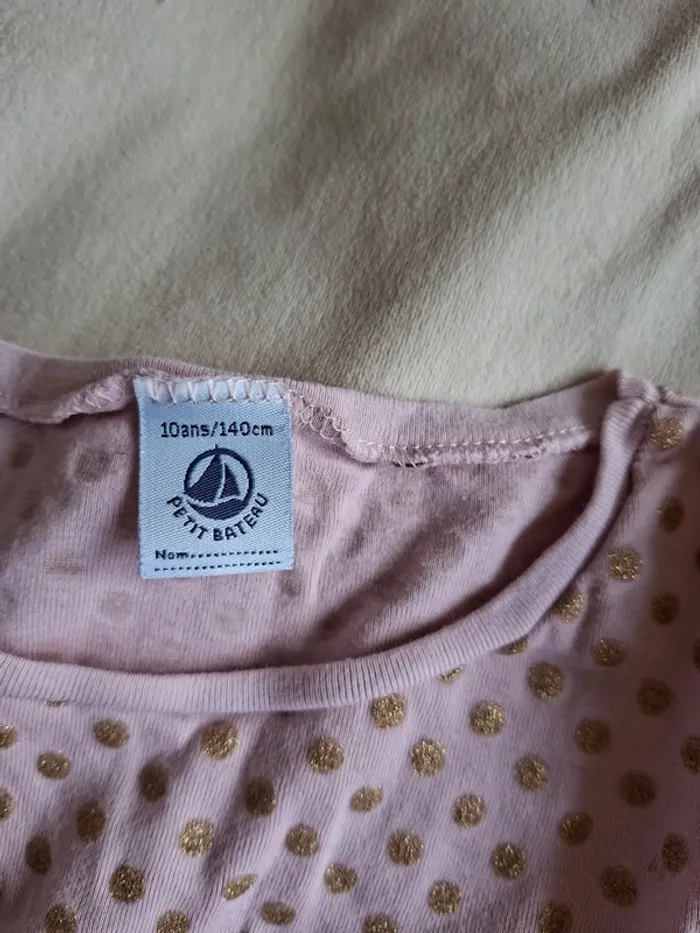 10ans/140cm
PETIT BATEAU
Nom..............